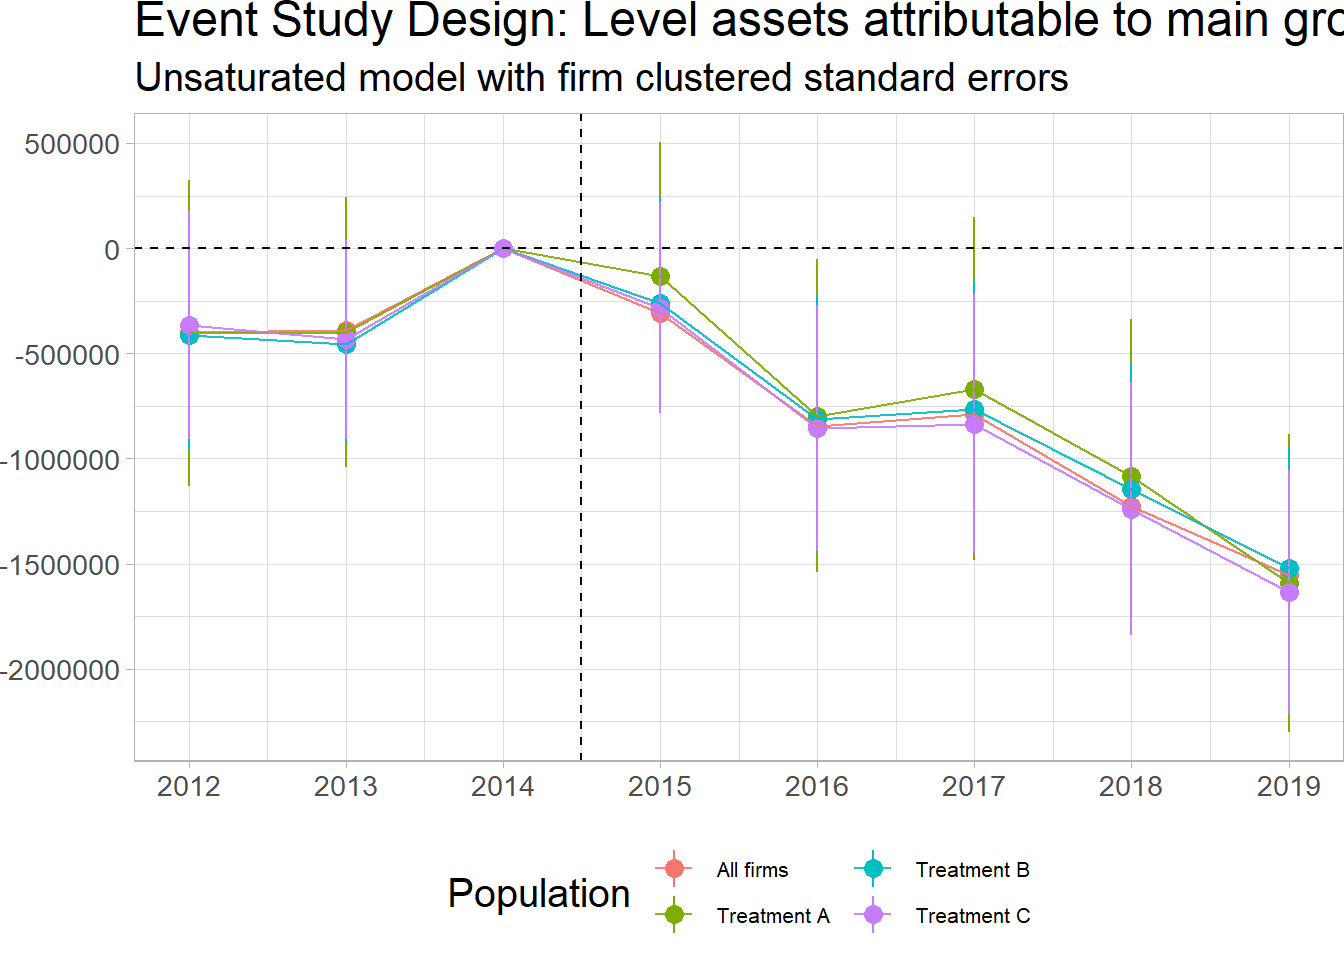 Event Study Design: Level assets attributable to main gro
Unsaturated model with firm clustered standard errors
500000
0
-500000
-1000000
-1500000
-2000000
2012 2013 2014 2015 2016 2017 2018 2019
Population
All firms
Treatment B
Treatment A
Treatment C